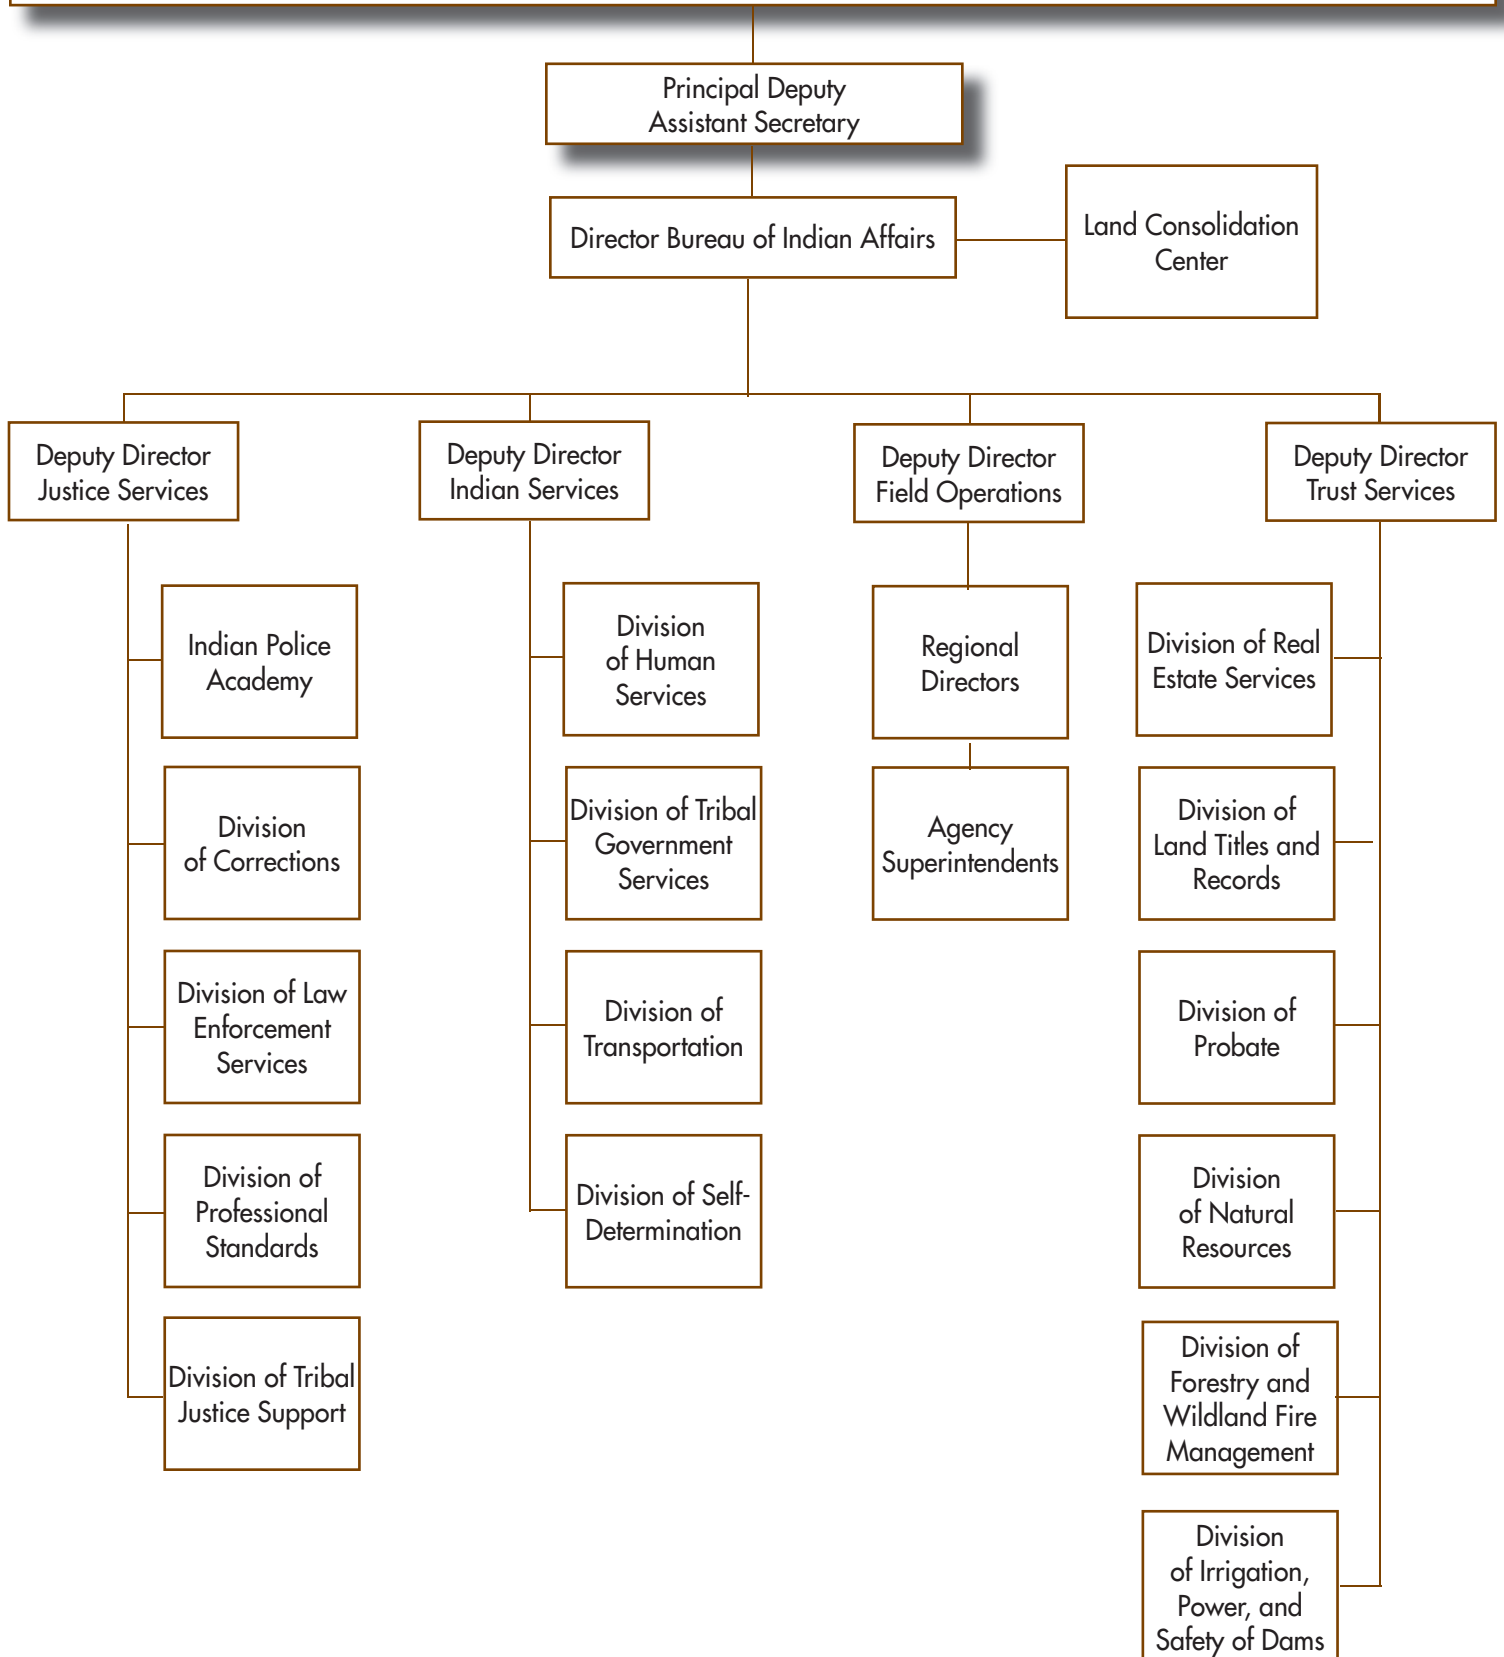 Principal Deputy
Assistant Secretary
Director Bureau of Indian Affairs
Land Consolidation
Center
Deputy Director
Justice Services
Deputy Director
Indian Services
Deputy Director
Field Operations
Deputy Director
Trust Services
Indian Police
Academy
Division
of Corrections
Division of Law
Enforcement
Services
Division of
Professional
Standards
Division of Tribal
Justice Support
Division
of Human
Services
Division of Tribal
Government
Services
Division of
Transportation
Division of Self-
Determination
Regional
Directors
Agency
Superintendents
Division of Real
Estate Services
Division of
Land Titles and
Records
Division of
Probate
Division
of Natural
Resources
Division of
Forestry and
Wildland Fire
Management
Division
of Irrigation,
Power, and
Safety of Dams